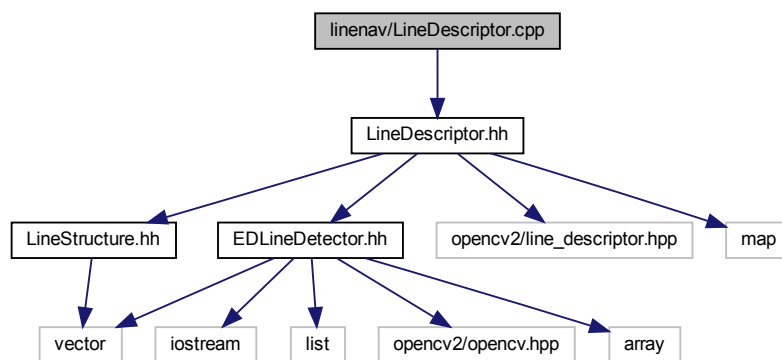 linenav/LineDescriptor.cpp
LineDescriptor.hh
LineStructure.hh
EDLineDetector.hh
opencv2/line_descriptor.hpp
map
vector
iostream
list
opencv2/opencv.hpp
array